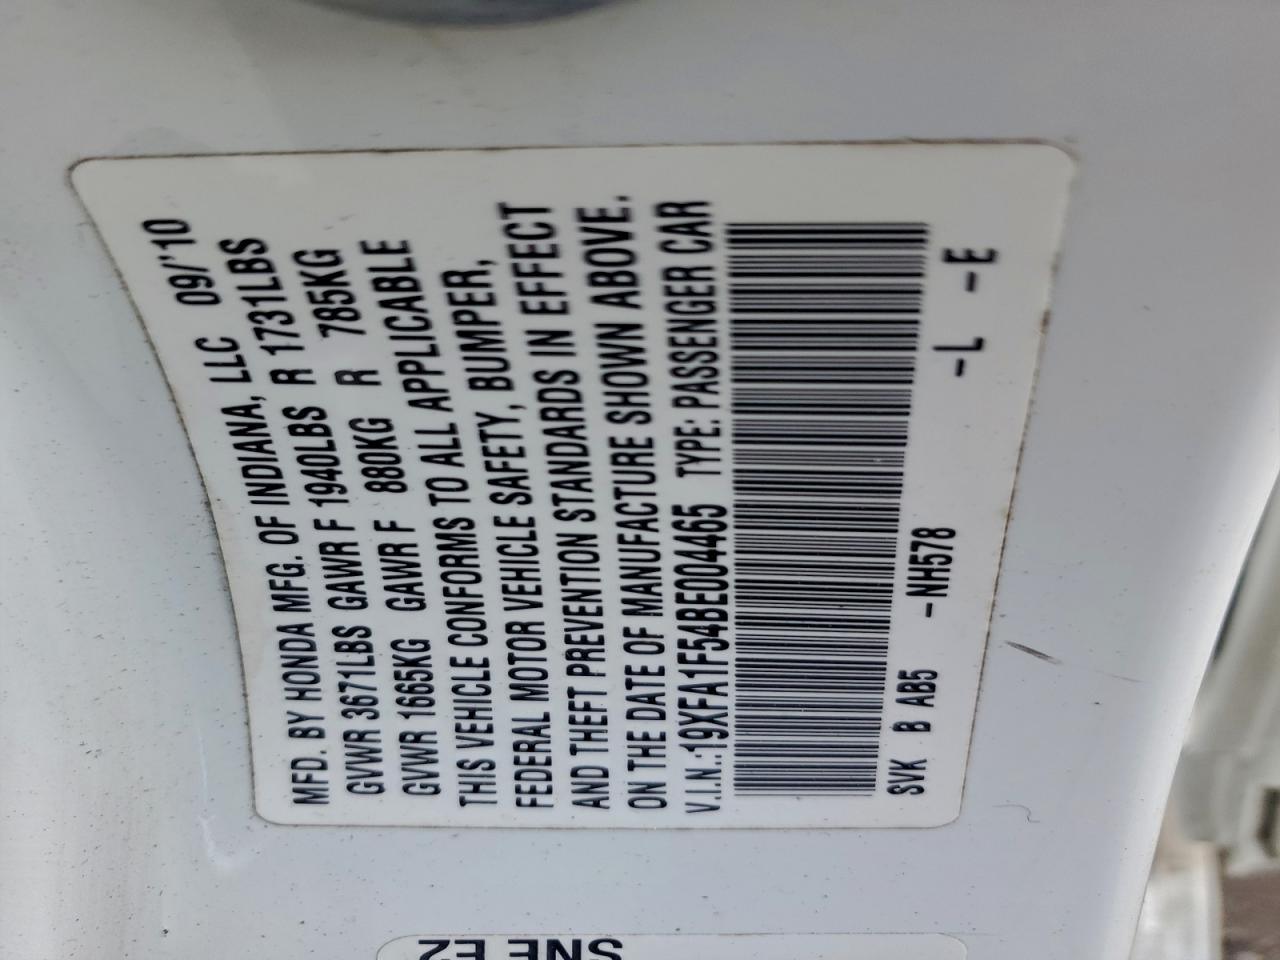 MFD. BY HONDA MFG. OF INDIANA, LLC 09/'10
GVWR 3671LBS GAWR F 1940LBS R 1731LBS
GVWR 1665KG GAWR F 880KG R 785KG
THIS VEHICLE CONFORMS TO ALL APPLICABLE
FEDERAL MOTOR VEHICLE SAFETY, BUMPER,
AND THEFT PREVENTION STANDARDS IN EFFECT
ON THE DATE OF MANUFACTURE SHOWN ABOVE.
V.I.N.:19XFA1F54BE004465 TYPE: PASSENGER CAR
SVK B AB5 -NH578 -L -E
SNE E2